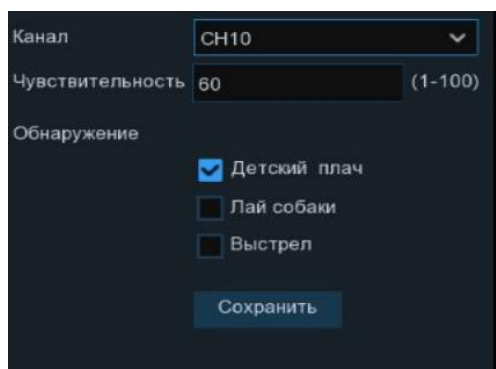 Канал CH10
Чувствительность 60 (1-100)
Обнаружение
Детский плач
Лай собаки
Выстрел
Сохранить